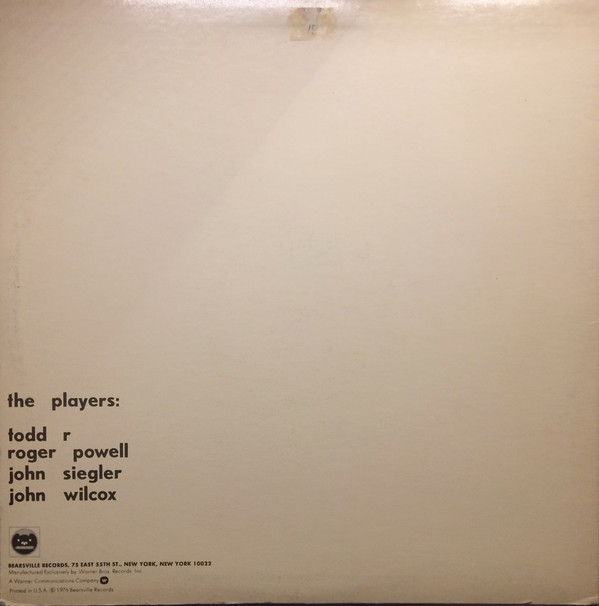 the players:
todd r
roger powell
john siegler
john wilcox
BEARSVILLE RECORDS, 75 EAST 55TH ST., NEW YORK, NEW YORK 10022
Manufactured Exclusively by Warner Bros. Records, Inc.
A Warner Communications Company
Printed in U.S.A. Ⓟ 1976 Bearsville Records